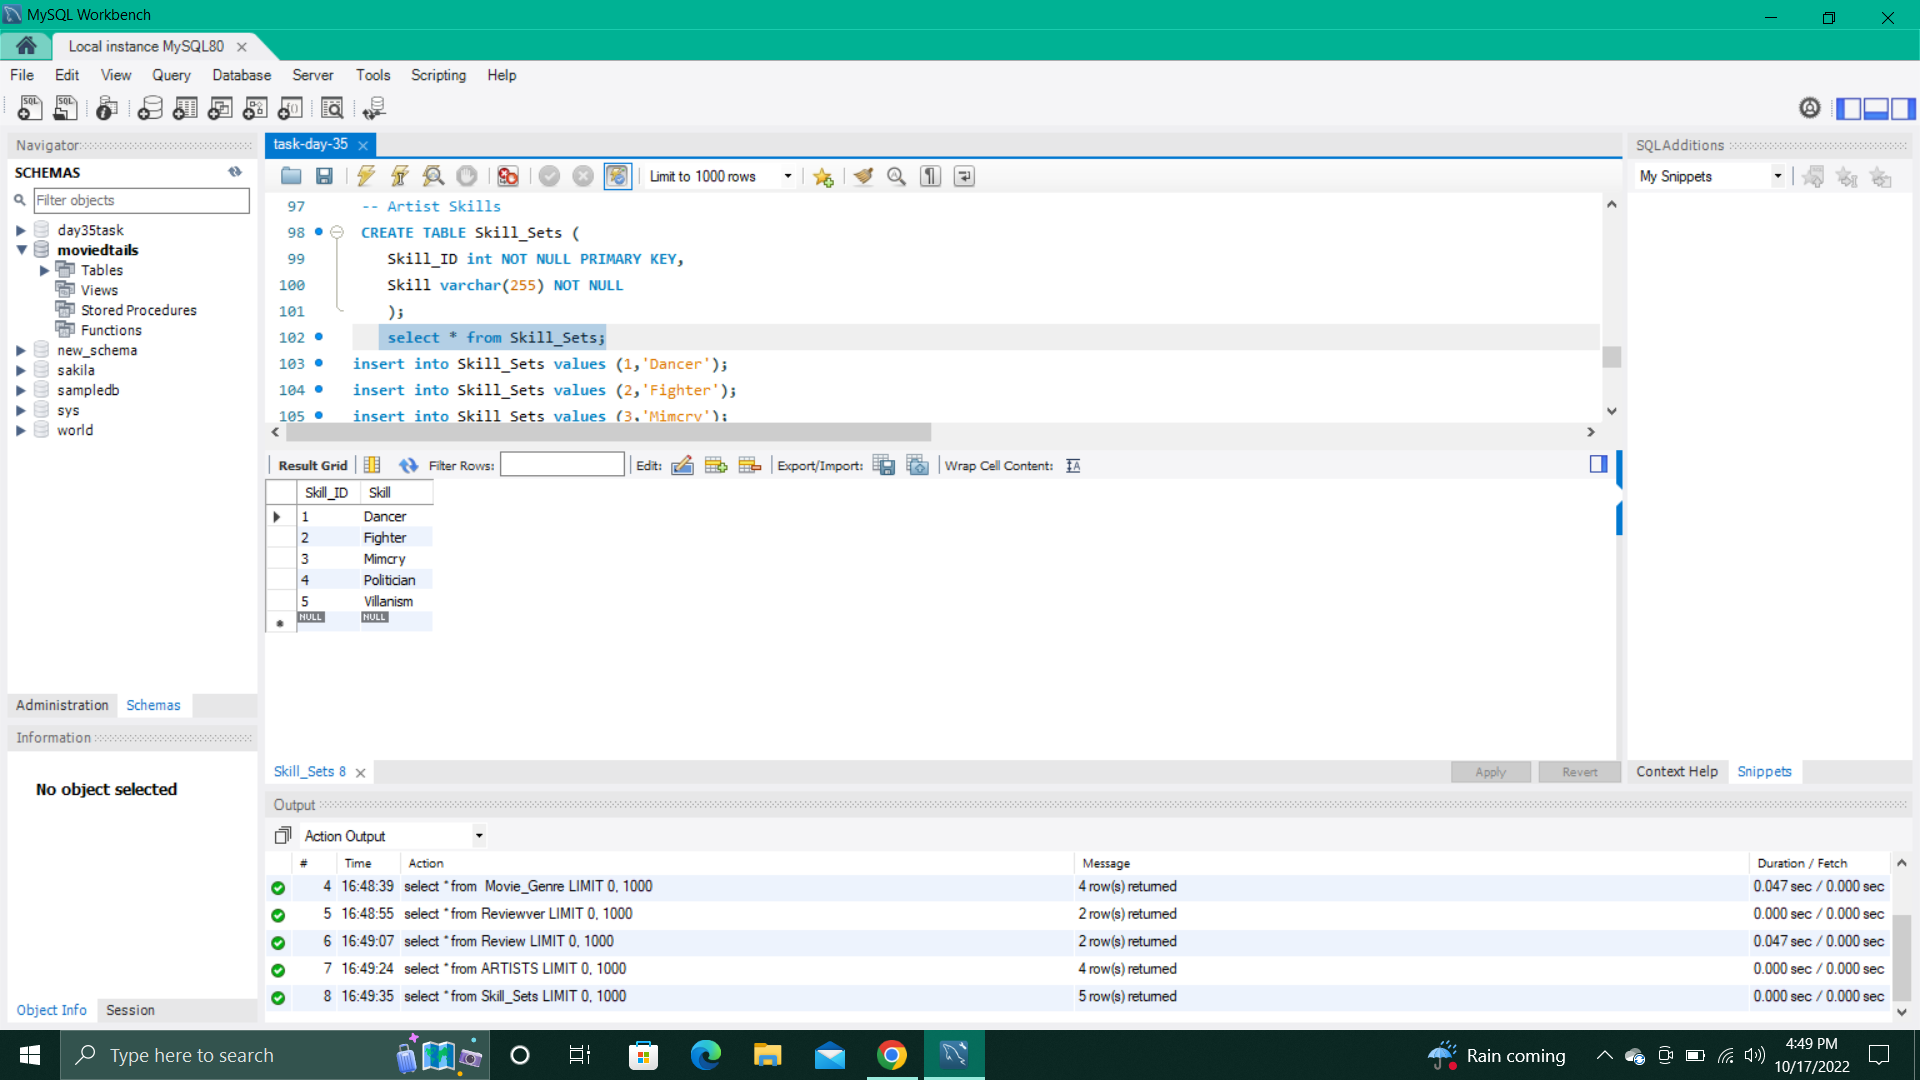 MySQL Workbench
Local instance MySQL80
File Edit View Query Database Server Tools Scripting Help
Navigator
SCHEMAS
Filter objects
day35task
moviedtails
Tables
Views
Stored Procedures
Functions
new_schema
sakila
sampledb
sys
world
Administration Schemas
Information
No object selected
Object Info Session
task-day-35
Limit to 1000 rows
97 -- Artist Skills
98 CREATE TABLE Skill_Sets (
99 Skill_ID int NOT NULL PRIMARY KEY,
100 Skill varchar(255) NOT NULL
101 );
102 select * from Skill_Sets;
103 insert into Skill_Sets values (1,'Dancer');
104 insert into Skill_Sets values (2,'Fighter');
105 insert into Skill_Sets values (3,'Mimcry');
Result Grid Filter Rows: Edit: Export/Import: Wrap Cell Content:
Skill_ID Skill
1 Dancer
2 Fighter
3 Mimcry
4 Politician
5 Villanism
NULL NULL
Skill_Sets 8
Apply Revert
SQLAdditions
My Snippets
Context Help Snippets
Output
Action Output
# Time Action Message Duration / Fetch
4 16:48:39 select * from  Movie_Genre LIMIT 0, 1000 4 row(s) returned 0.047 sec / 0.000 sec
5 16:48:55 select * from Reviewver LIMIT 0, 1000 2 row(s) returned 0.000 sec / 0.000 sec
6 16:49:07 select * from Review LIMIT 0, 1000 2 row(s) returned 0.047 sec / 0.000 sec
7 16:49:24 select * from ARTISTS LIMIT 0, 1000 4 row(s) returned 0.000 sec / 0.000 sec
8 16:49:35 select * from Skill_Sets LIMIT 0, 1000 5 row(s) returned 0.000 sec / 0.000 sec
Type here to search
Rain coming
4:49 PM
10/17/2022